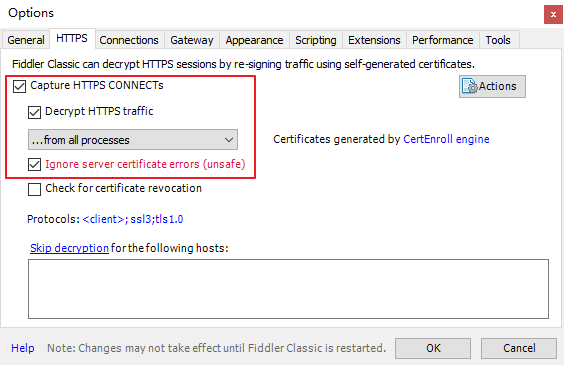 Options
x
General HTTPS Connections Gateway Appearance Scripting Extensions Performance Tools
Fiddler Classic can decrypt HTTPS sessions by re-signing traffic using self-generated certificates.
Capture HTTPS CONNECTs
Actions
Decrypt HTTPS traffic
...from all processes
Certificates generated by CertEnroll engine
Ignore server certificate errors (unsafe)
Check for certificate revocation
Protocols: <client>; ssl3;tls1.0
Skip decryption for the following hosts:
Help Note: Changes may not take effect until Fiddler Classic is restarted. OK Cancel